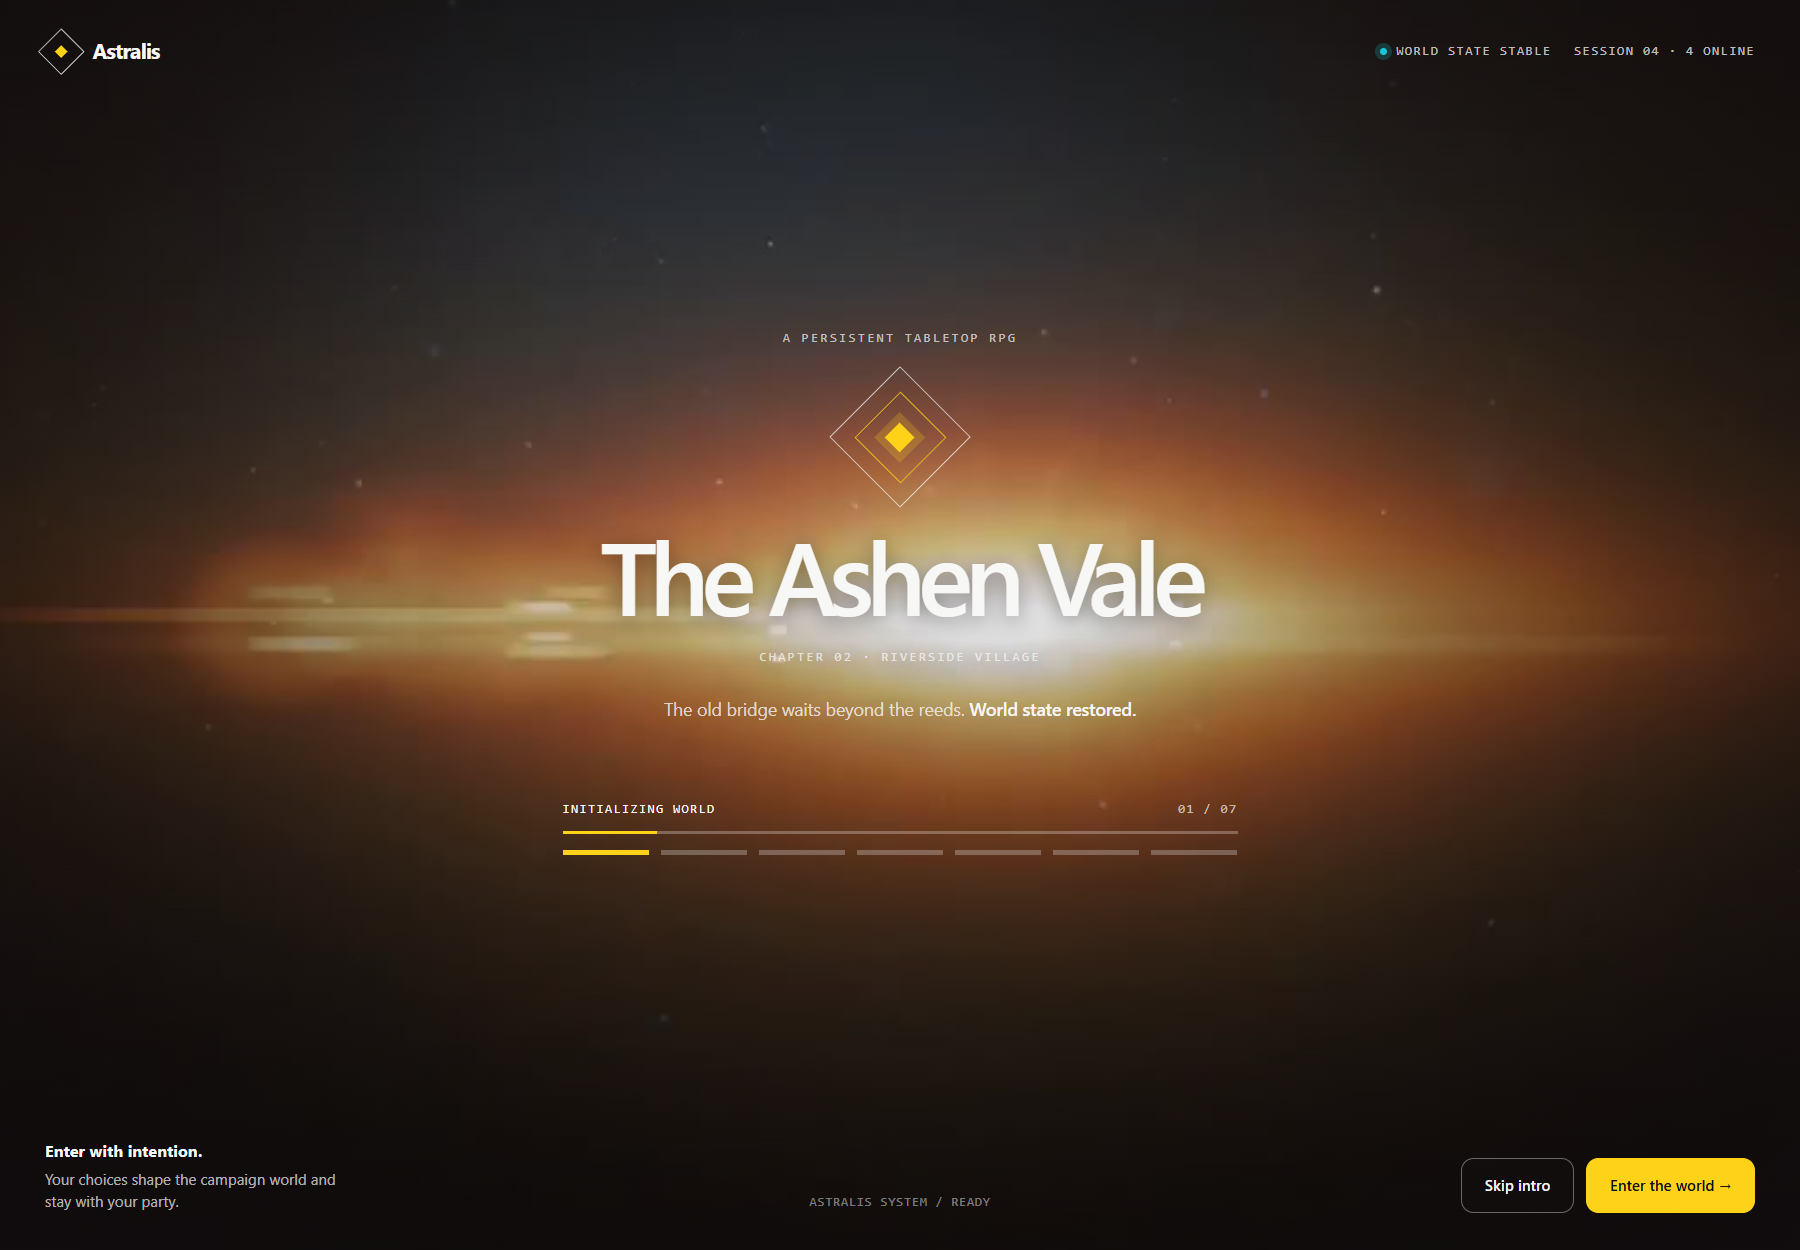 Astralis
WORLD STATE STABLE
SESSION 04 · 4 ONLINE
A PERSISTENT TABLETOP RPG
The Ashen Vale
CHAPTER 02 · RIVERSIDE VILLAGE
The old bridge waits beyond the reeds. World state restored.
INITIALIZING WORLD
01 / 07
Enter with intention.
Your choices shape the campaign world and
stay with your party.
ASTRALIS SYSTEM / READY
Skip intro
Enter the world →